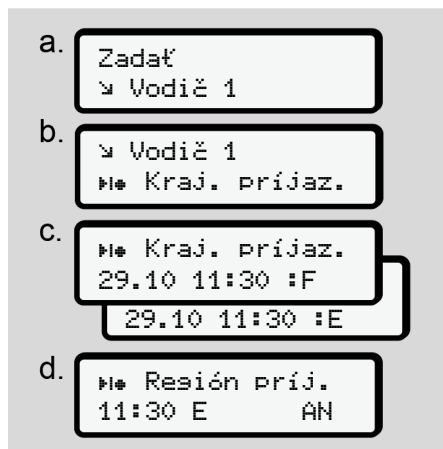 a.
Zadať
↘ Vodič 1
b.
↘ Vodič 1
Kraj. príjaz.
c.
Kraj. príjaz.
29.10 11:30 :F
29.10 11:30 :E
d.
Región príj.
11:30 E AN